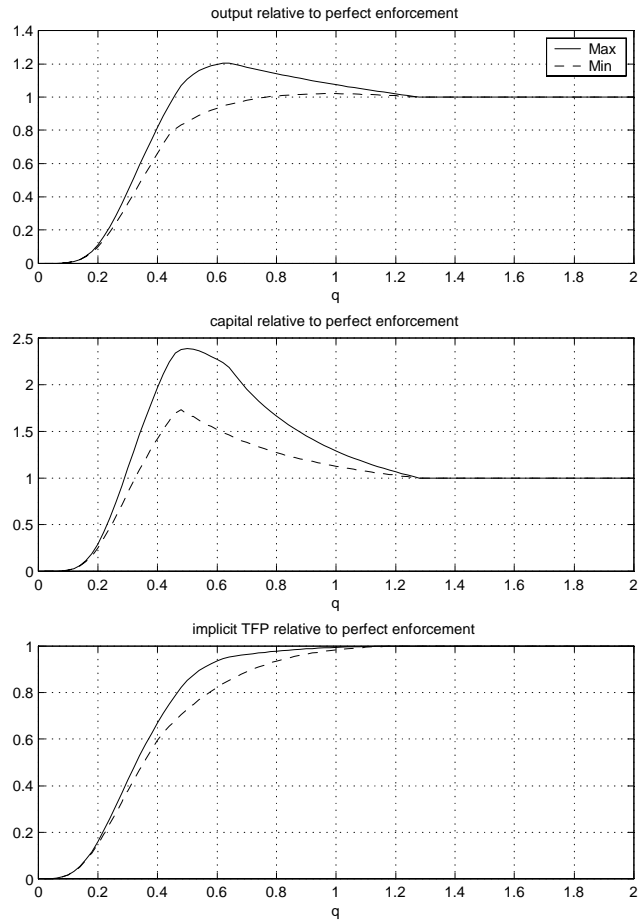 output relative to perfect enforcement
1.4
1.2
1
0.8
0.6
0.4
0.2
0
Max
Min
0 0.2 0.4 0.6 0.8 1 1.2 1.4 1.6 1.8 2
q
capital relative to perfect enforcement
2.5
2
1.5
1
0.5
0
0 0.2 0.4 0.6 0.8 1 1.2 1.4 1.6 1.8 2
q
implicit TFP relative to perfect enforcement
1
0.8
0.6
0.4
0.2
0
0 0.2 0.4 0.6 0.8 1 1.2 1.4 1.6 1.8 2
q